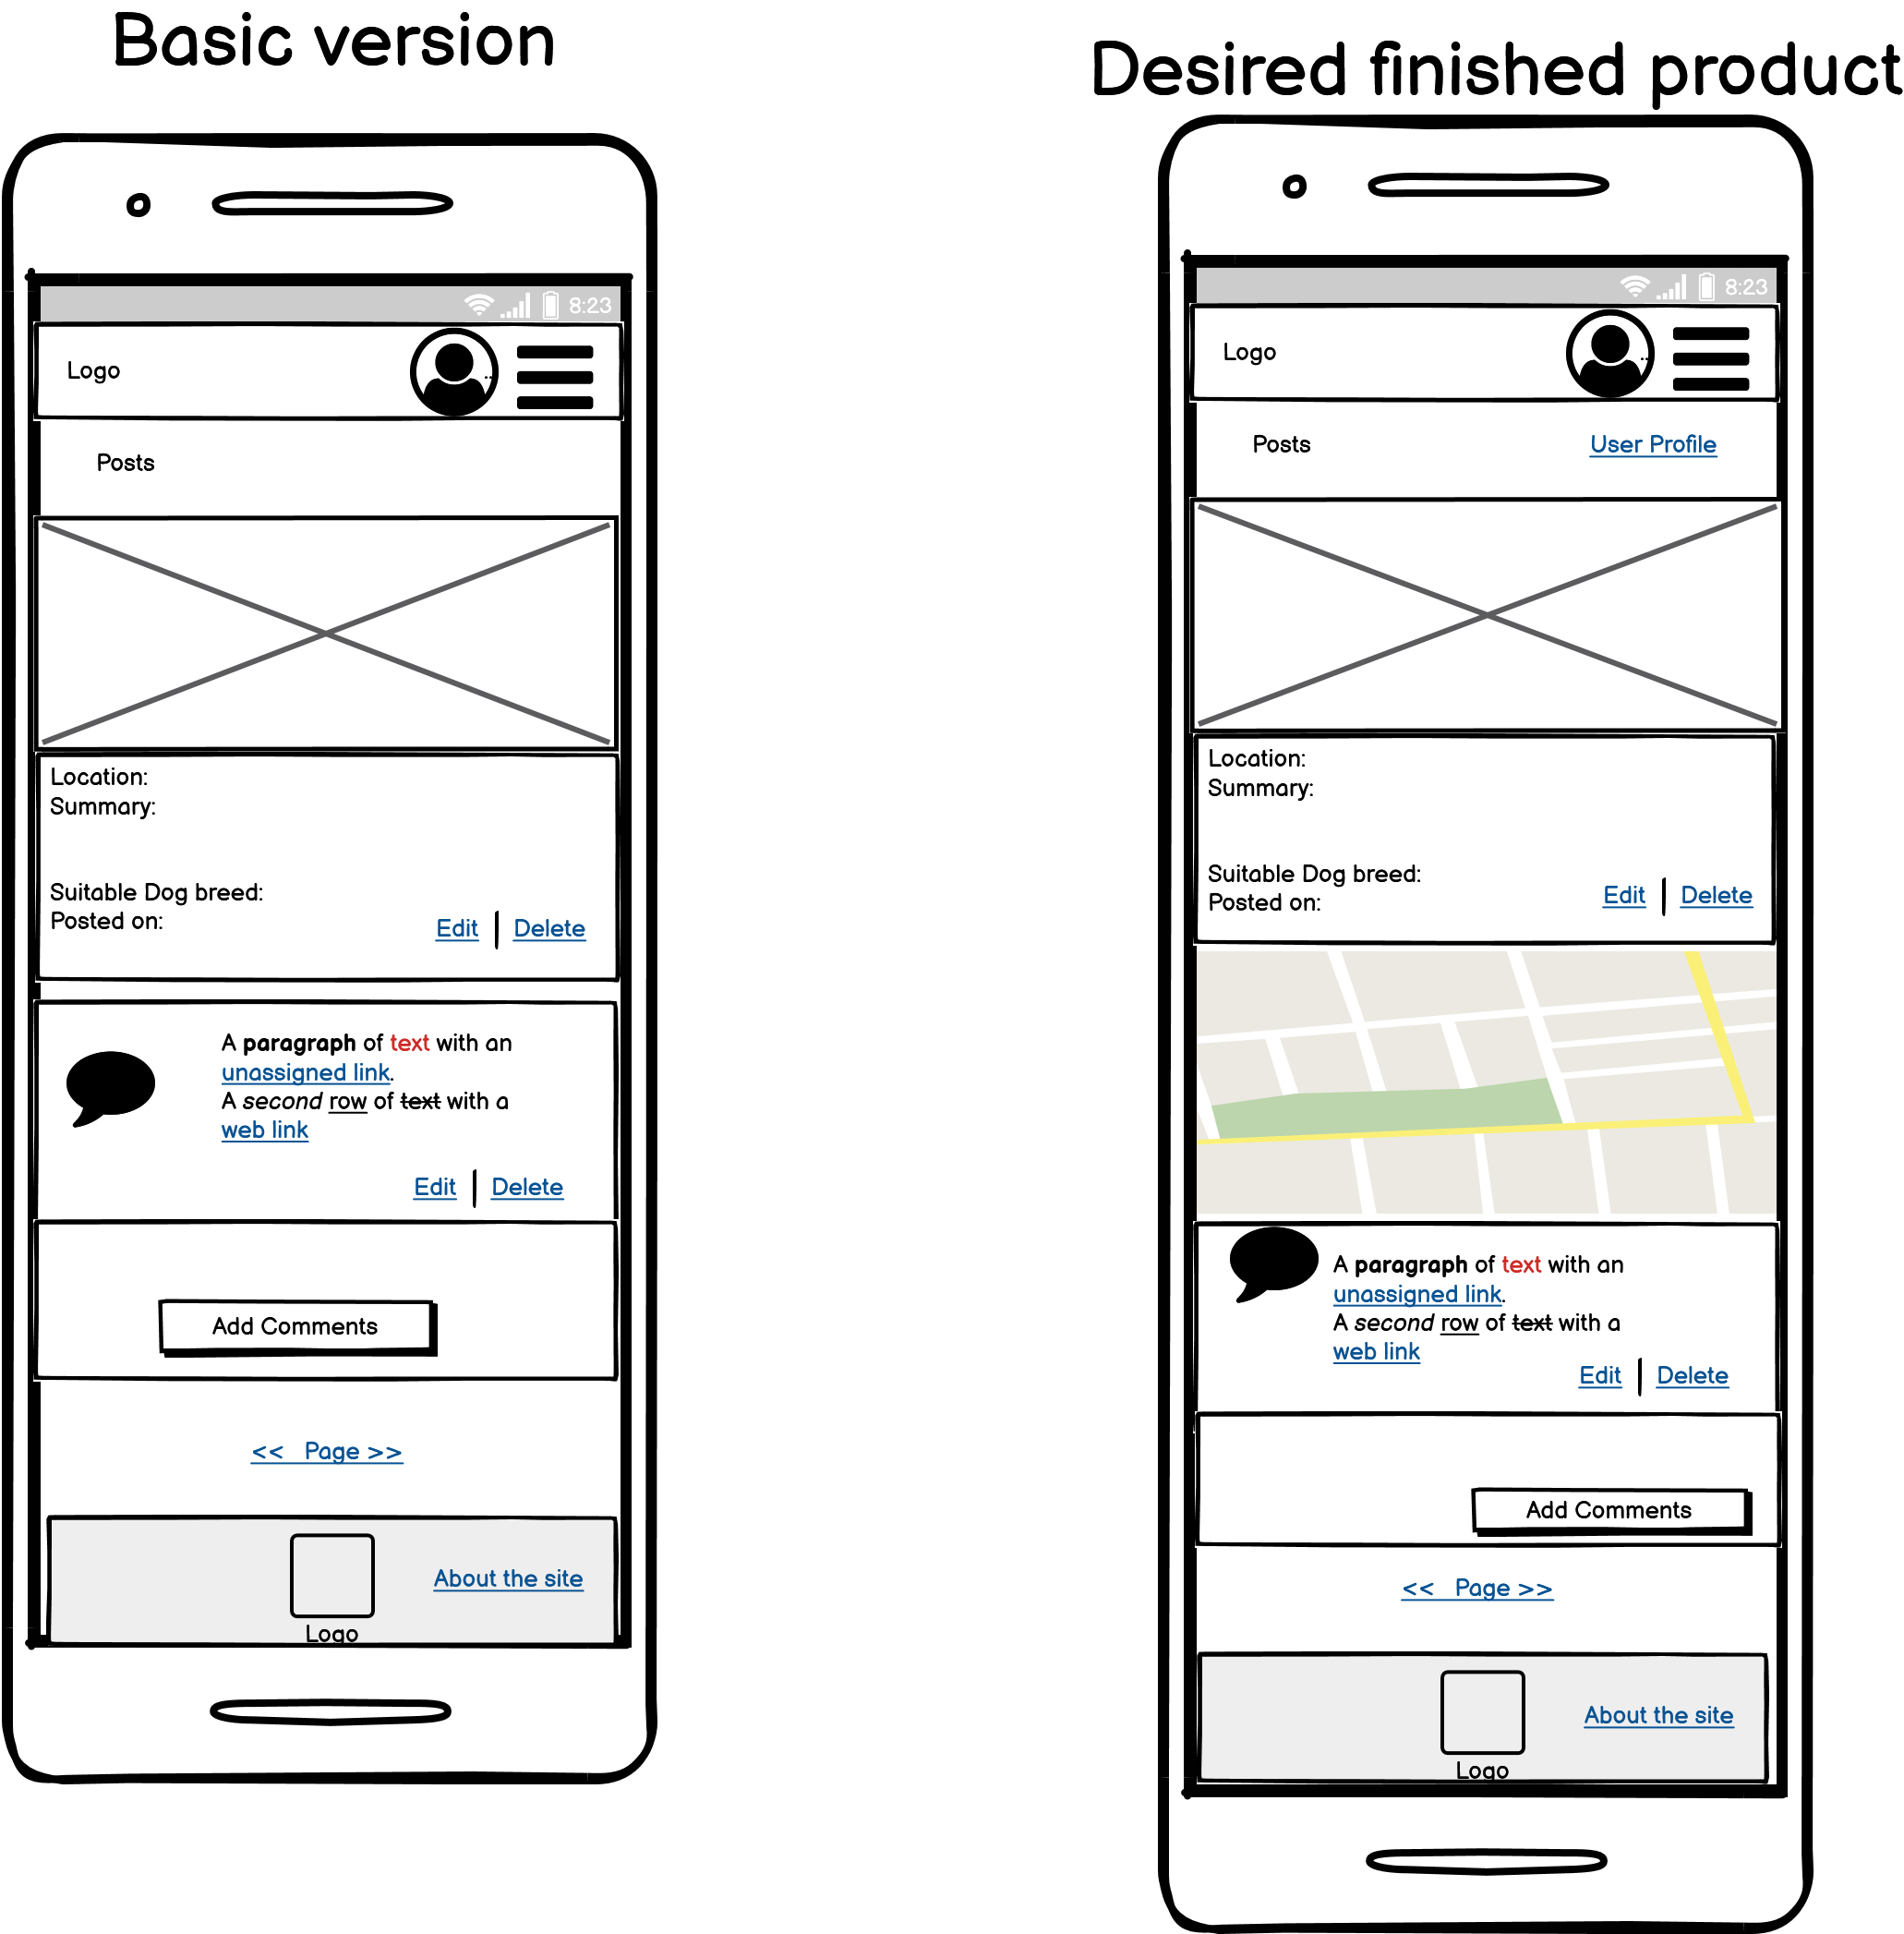 Basic version
8:23
Logo
Posts
Location:
Summary:
Suitable Dog breed:
Posted on:
Edit | Delete
A paragraph of text with an
unassigned link.
A second row of text with a
web link
Edit | Delete
Add Comments
<< Page >>
About the site
Logo
Desired finished product
8:23
Logo
Posts
User Profile
Location:
Summary:
Suitable Dog breed:
Posted on:
Edit | Delete
A paragraph of text with an
unassigned link.
A second row of text with a
web link
Edit | Delete
Add Comments
<< Page >>
About the site
Logo